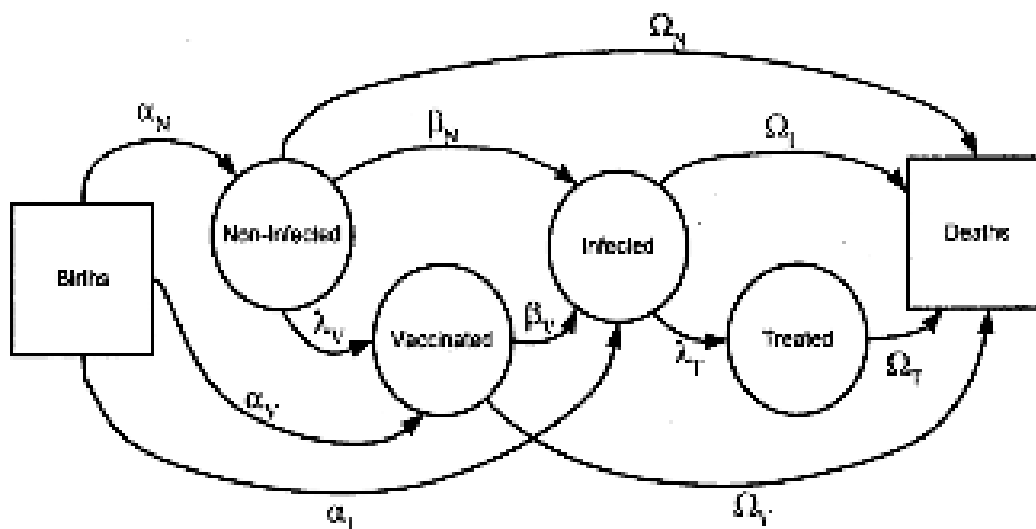 Ω_N
α_N
β_N
Ω_I
Non-Infected
Infected
Deaths
Births
λ_V
Vaccinated
β_V
λ_T
Treated
Ω_T
α_V
α_I
Ω_V